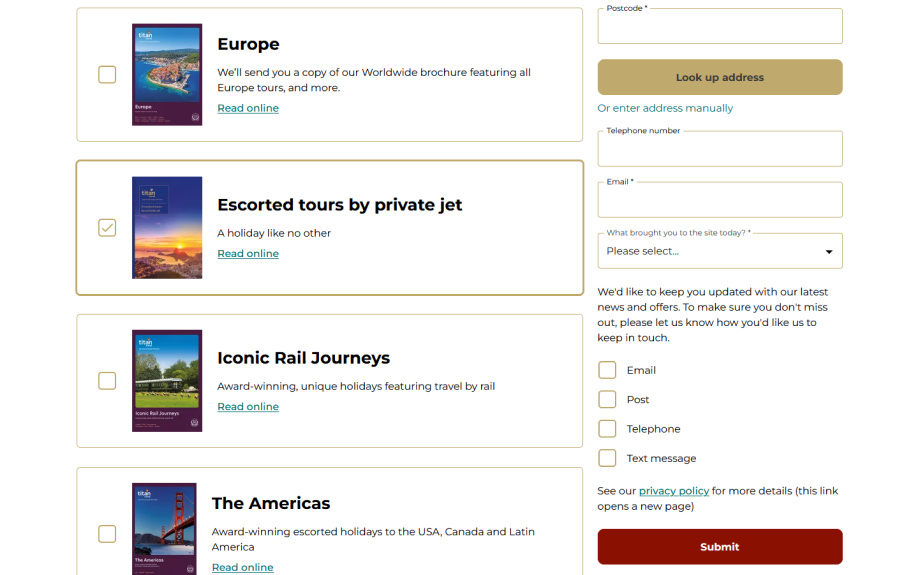 titan
Europe
Europe
We'll send you a copy of our Worldwide brochure featuring all
Europe tours, and more.
Read online
titan
Escorted tours by private jet
A holiday like no other
Read online
titan
Iconic Rail Journeys
Iconic Rail Journeys
Award-winning, unique holidays featuring travel by rail
Read online
titan
The Americas
The Americas
Award-winning escorted holidays to the USA, Canada and Latin
America
Read online
Postcode *
Look up address
Or enter address manually
Telephone number
Email *
What brought you to the site today? *
Please select...
We'd like to keep you updated with our latest
news and offers. To make sure you don't miss
out, please let us know how you'd like us to
keep in touch.
Email
Post
Telephone
Text message
See our privacy policy for more details (this link
opens a new page)
Submit